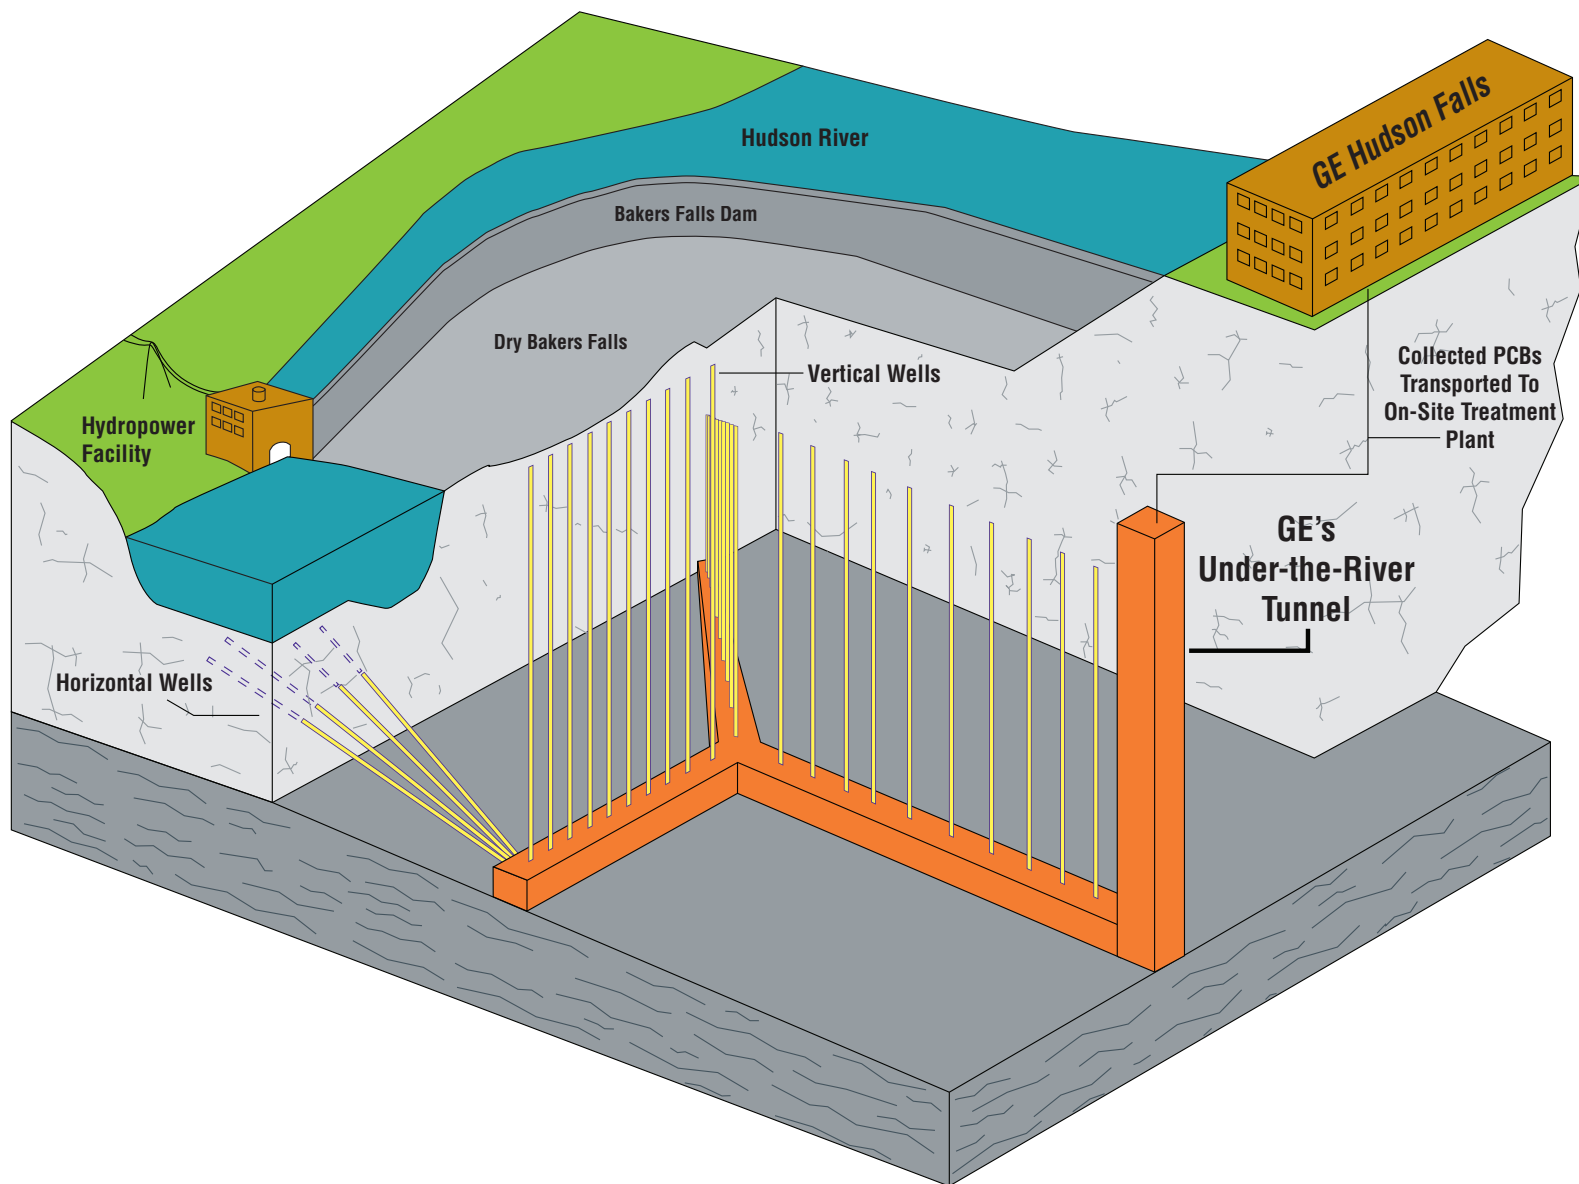 GE Hudson Falls
Hudson River
Bakers Falls Dam
Dry Bakers Falls
Vertical Wells
Collected PCBs
Transported To
On-Site Treatment
Plant
Hydropower
Facility
GE's
Under-the-River
Tunnel
Horizontal Wells